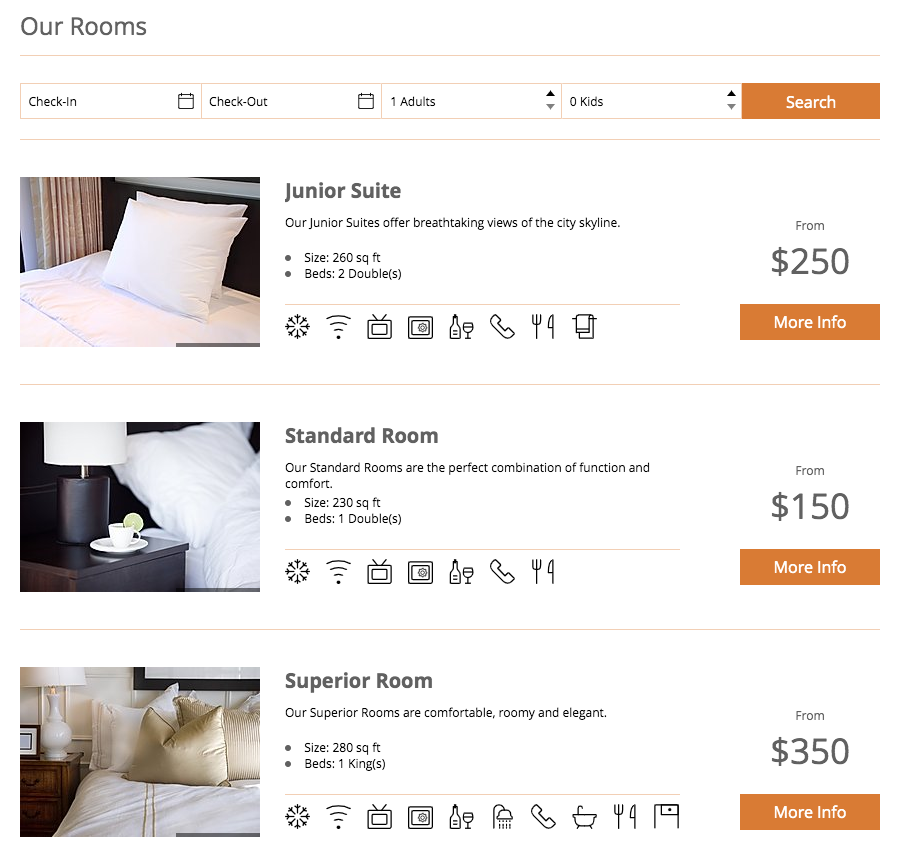 Our Rooms
Check-In
Check-Out
1 Adults
0 Kids
Search
Junior Suite
Our Junior Suites offer breathtaking views of the city skyline.
Size: 260 sq ft
Beds: 2 Double(s)
From
$250
More Info
Standard Room
Our Standard Rooms are the perfect combination of function and
comfort.
Size: 230 sq ft
Beds: 1 Double(s)
From
$150
More Info
Superior Room
Our Superior Rooms are comfortable, roomy and elegant.
Size: 280 sq ft
Beds: 1 King(s)
From
$350
More Info